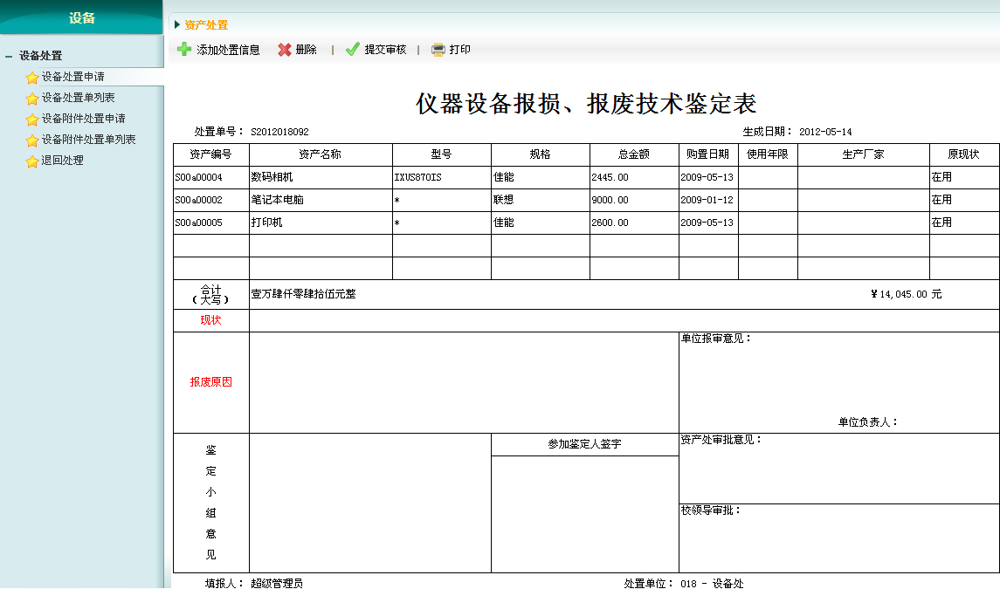 设备
设备处置
设备处置申请
设备处置单列表
设备附件处置申请
设备附件处置单列表
退回处理
资产处置
添加处置信息 删除 | 提交审核 | 打印
仪器设备报损、报废技术鉴定表
处置单号： S2012018092 生成日期： 2012-05-14
资产编号 资产名称 型号 规格 总金额 购置日期 使用年限 生产厂家 原现状
S00a00004 数码相机 IXUS870IS 佳能 2445.00 2009-05-13 在用
S00a00002 笔记本电脑 * 联想 9000.00 2009-01-12 在用
S00a00005 打印机 * 佳能 2600.00 2009-05-13 在用
合计
（大写） 壹万肆仟零肆拾伍元整 ¥14,045.00 元
现状
报废原因
单位报审意见：
单位负责人：
鉴
定
小
组
意
见
参加鉴定人签字
资产处审批意见：
校领导审批：
填报人： 超级管理员 处置单位： 018 - 设备处